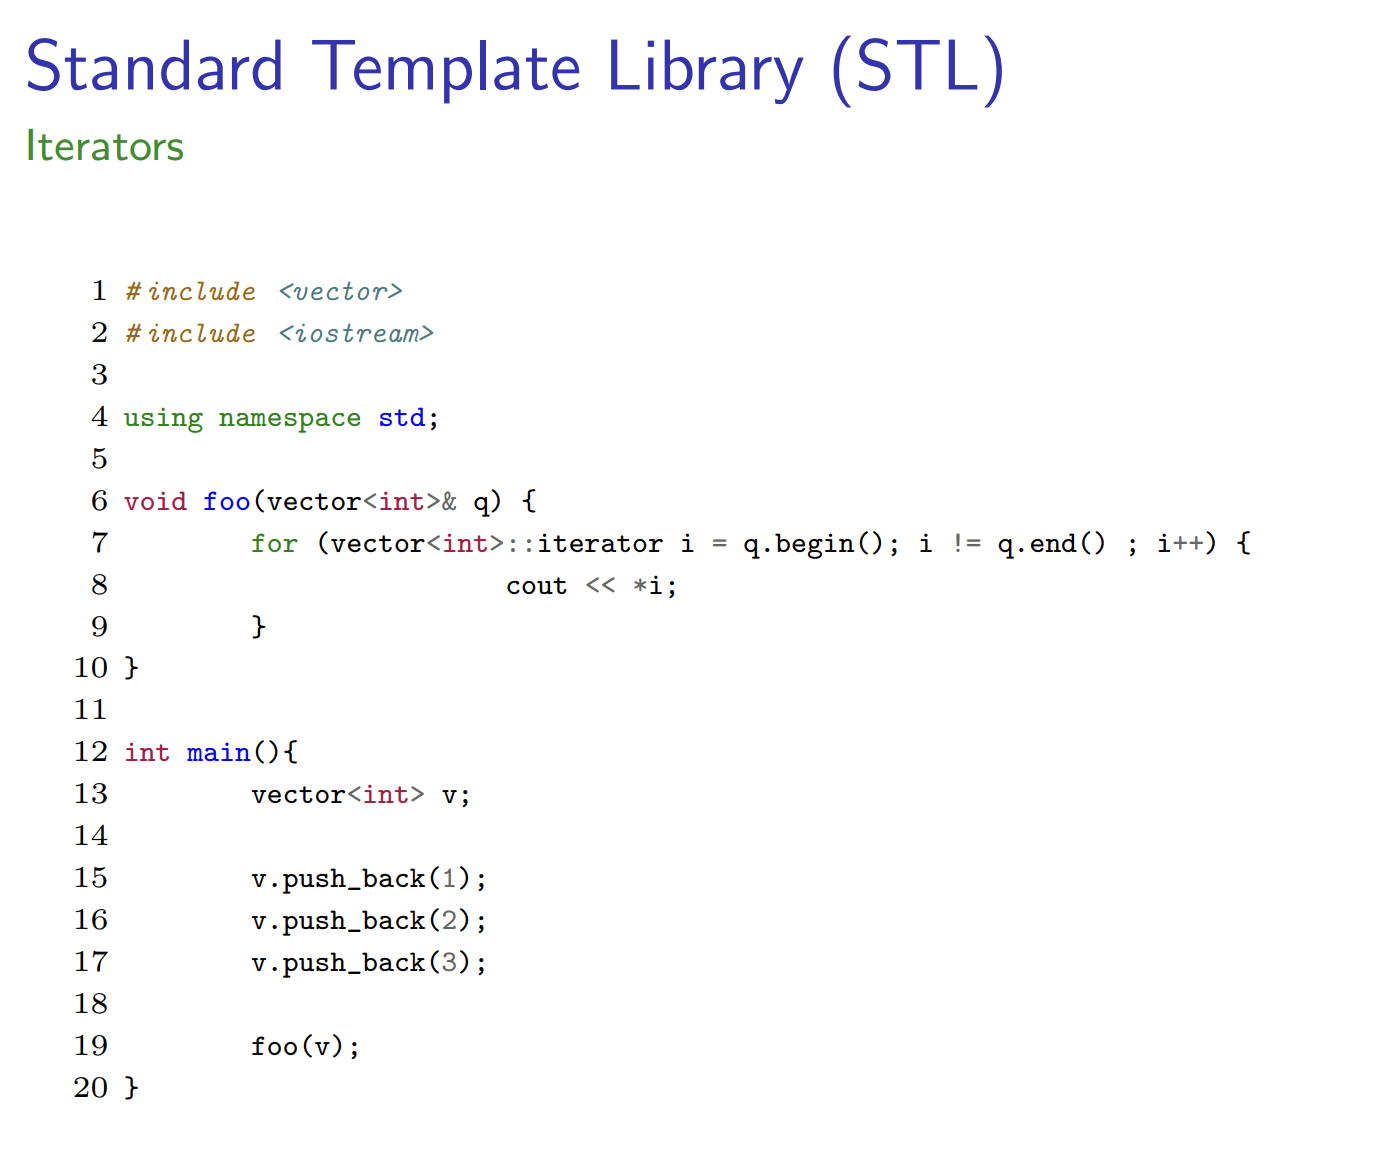 Standard Template Library (STL)
Iterators
1 #include <vector>
2 #include <iostream>
3
4 using namespace std;
5
6 void foo(vector<int>& q) {
7         for (vector<int>::iterator i = q.begin(); i != q.end() ; i++) {
8                         cout << *i;
9         }
10 }
11
12 int main(){
13         vector<int> v;
14
15         v.push_back(1);
16         v.push_back(2);
17         v.push_back(3);
18
19         foo(v);
20 }